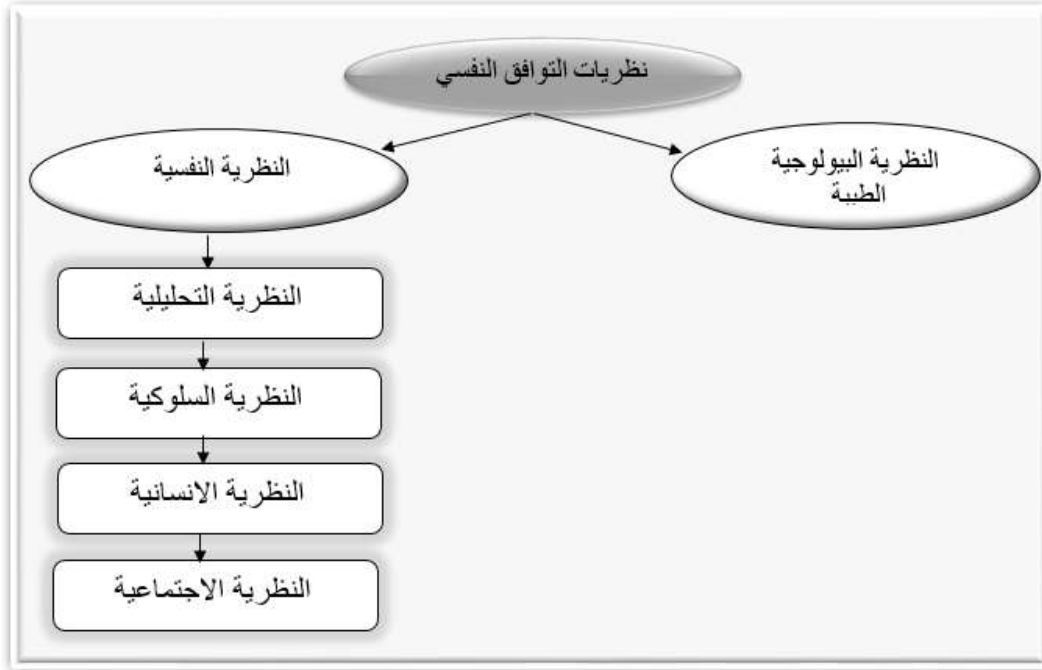 نظريات التوافق النفسي
النظرية البيولوجية
الطبية
النظرية النفسية
النظرية التحليلية
النظرية السلوكية
النظرية الانسانية
النظرية الاجتماعية